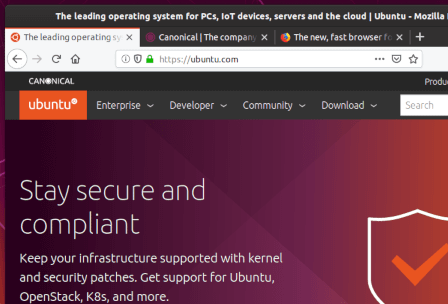 The leading operating system for PCs, IoT devices, servers and the cloud | Ubuntu - Mozilla
The leading operating sy
Canonical | The company
The new, fast browser fo
https://ubuntu.com
CANONICAL
Produc
ubuntu
Enterprise
Developer
Community
Download
Search
Stay secure and
compliant
Keep your infrastructure supported with kernel
and security patches. Get support for Ubuntu,
OpenStack, K8s, and more.